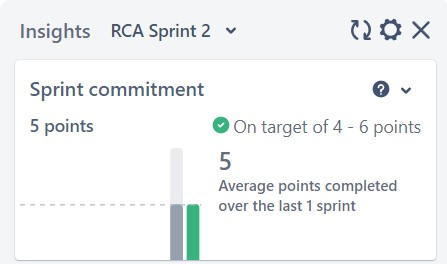 Insights RCA Sprint 2
Sprint commitment
5 points
On target of 4 - 6 points
5
Average points completed
over the last 1 sprint